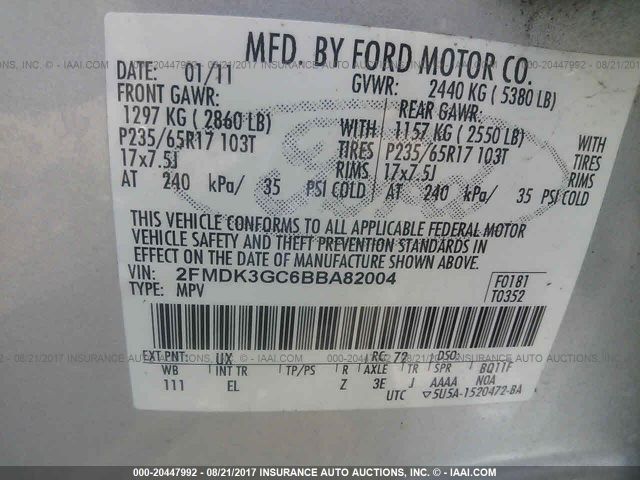 MFD. BY FORD MOTOR CO.
DATE: 01/11 GVWR: 2440 KG ( 5380 LB)
FRONT GAWR: REAR GAWR:
1297 KG ( 2860 LB) WITH 1157 KG ( 2550 LB) WITH
P235/65R17 103T TIRES P235/65R17 103T TIRES
17x7.5J RIMS 17x7.5J RIMS
AT 240 kPa/ 35 PSI COLD AT 240 kPa/ 35 PSI COLD
THIS VEHICLE CONFORMS TO ALL APPLICABLE FEDERAL MOTOR
VEHICLE SAFETY AND THEFT PREVENTION STANDARDS IN
EFFECT ON THE DATE OF MANUFACTURE SHOWN ABOVE.
VIN: 2FMDK3GC6BBA82004 F0181
TYPE: MPV T0352
EXT PNT: UX RC: 72 DSO:
WB INT TR TP/PS R AXLE TR SPR BQ11F
111 EL Z 3E J AAAA NOA
UTC ▽5U5A-1520472-BA
000-20447992 - 08/21/2017 INSURANCE AUTO AUCTIONS, INC. - IAAI.COM